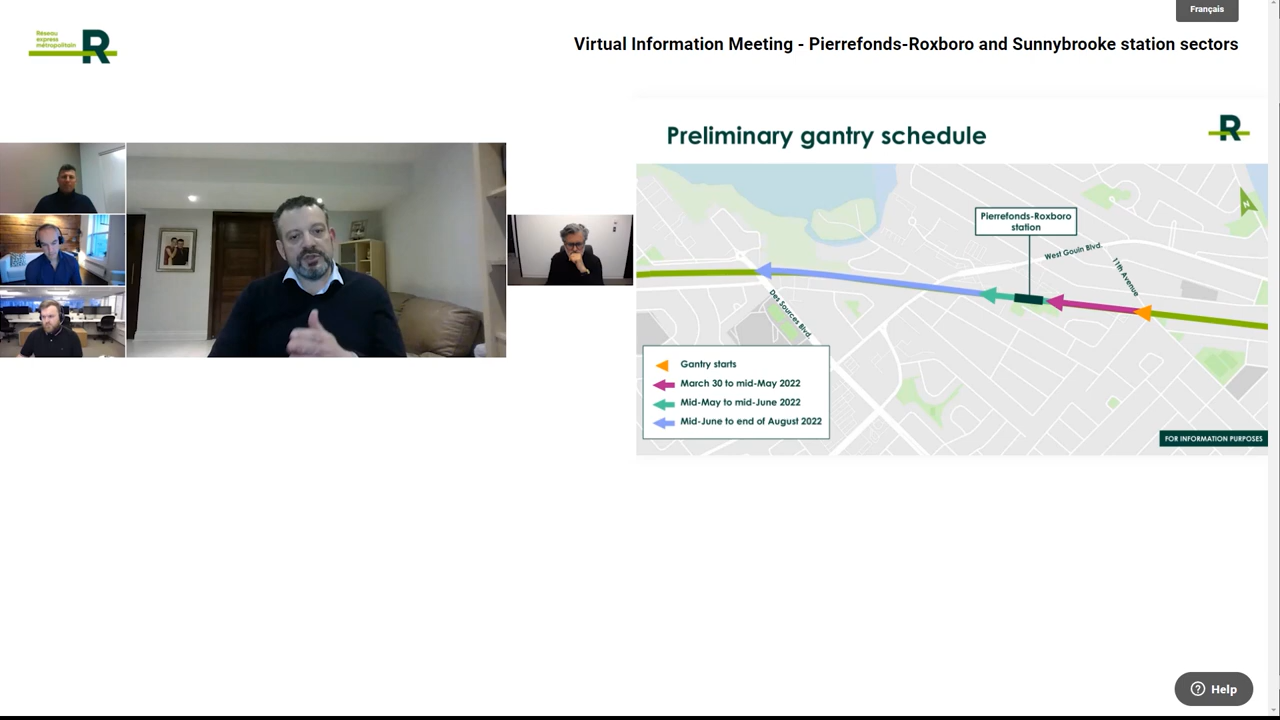 Français
Réseau
express
métropolitain
R
Virtual Information Meeting - Pierrefonds-Roxboro and Sunnybrooke station sectors
Preliminary gantry schedule
R
N
Pierrefonds-Roxboro
station
West Gouin Blvd.
11th Avenue
Des Sources Blvd.
Gantry starts
March 30 to mid-May 2022
Mid-May to mid-June 2022
Mid-June to end of August 2022
FOR INFORMATION PURPOSES
Help